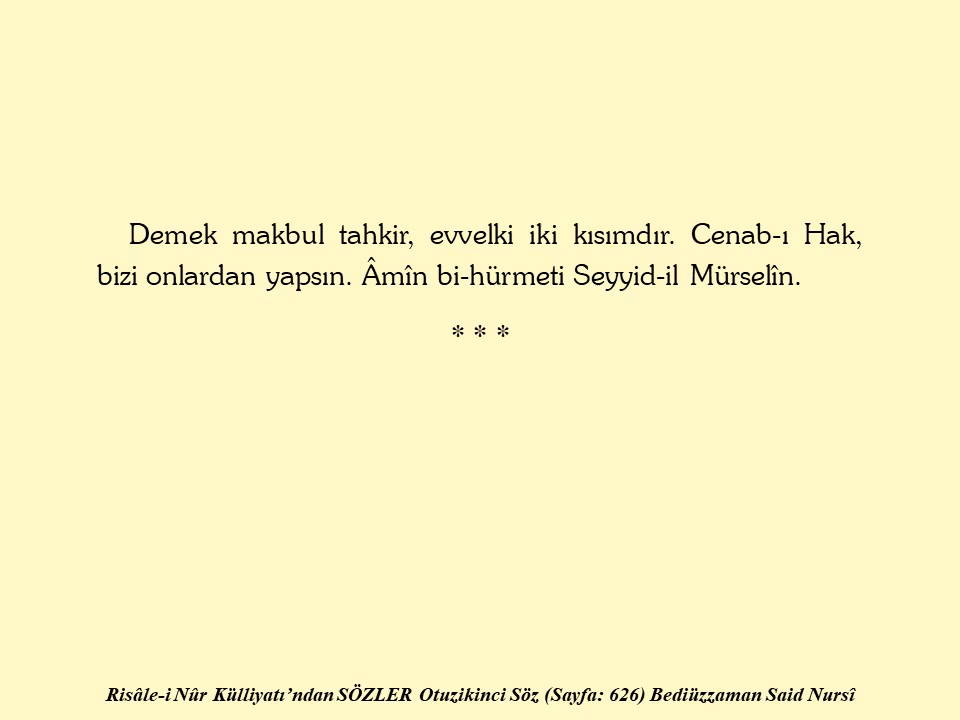 Demek makbul tahkir, evvelki iki kısımdır. Cenab-ı Hak,
bizi onlardan yapsın. Âmîn bi-hürmeti Seyyid-il Mürselîn.
* * *
Risâle-i Nûr Külliyatı’ndan SÖZLER Otuzikinci Söz (Sayfa: 626) Bediüzzaman Said Nursî